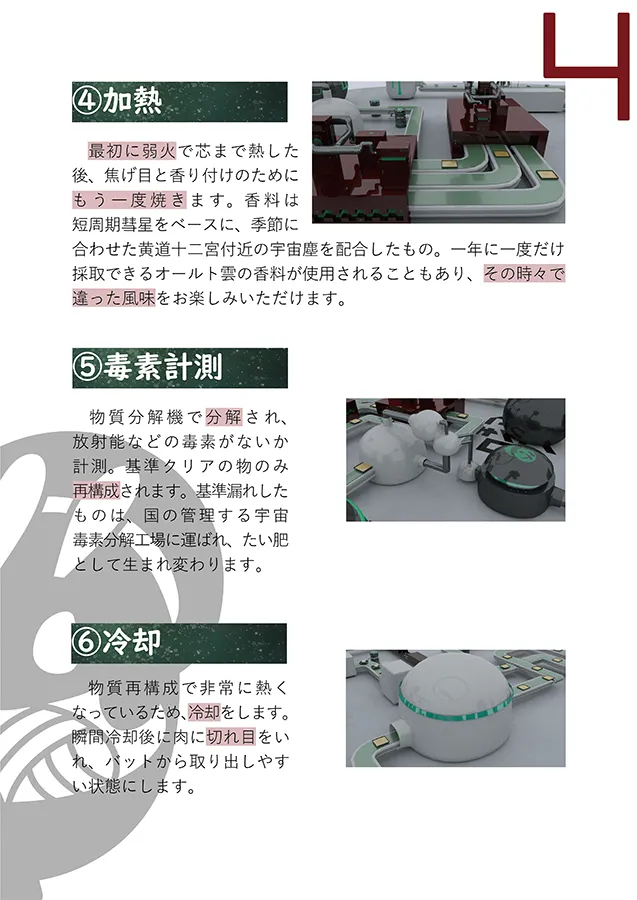 4
④加熱
最初に弱火で芯まで熱した
後、焦げ目と香り付けのために
もう一度焼きます。香料は
短周期彗星をベースに、季節に
合わせた黄道十二宮付近の宇宙塵を配合したもの。一年に一度だけ
採取できるオールト雲の香料が使用されることもあり、その時々で
違った風味をお楽しみいただけます。
⑤毒素計測
物質分解機で分解され、
放射能などの毒素がないか
計測。基準クリアの物のみ
再構成されます。基準漏れした
ものは、国の管理する宇宙
毒素分解工場に運ばれ、たい肥
として生まれ変わります。
⑥冷却
物質再構成で非常に熱く
なっているため、冷却をします。
瞬間冷却後に肉に切れ目をい
れ、バットから取り出しやす
い状態にします。